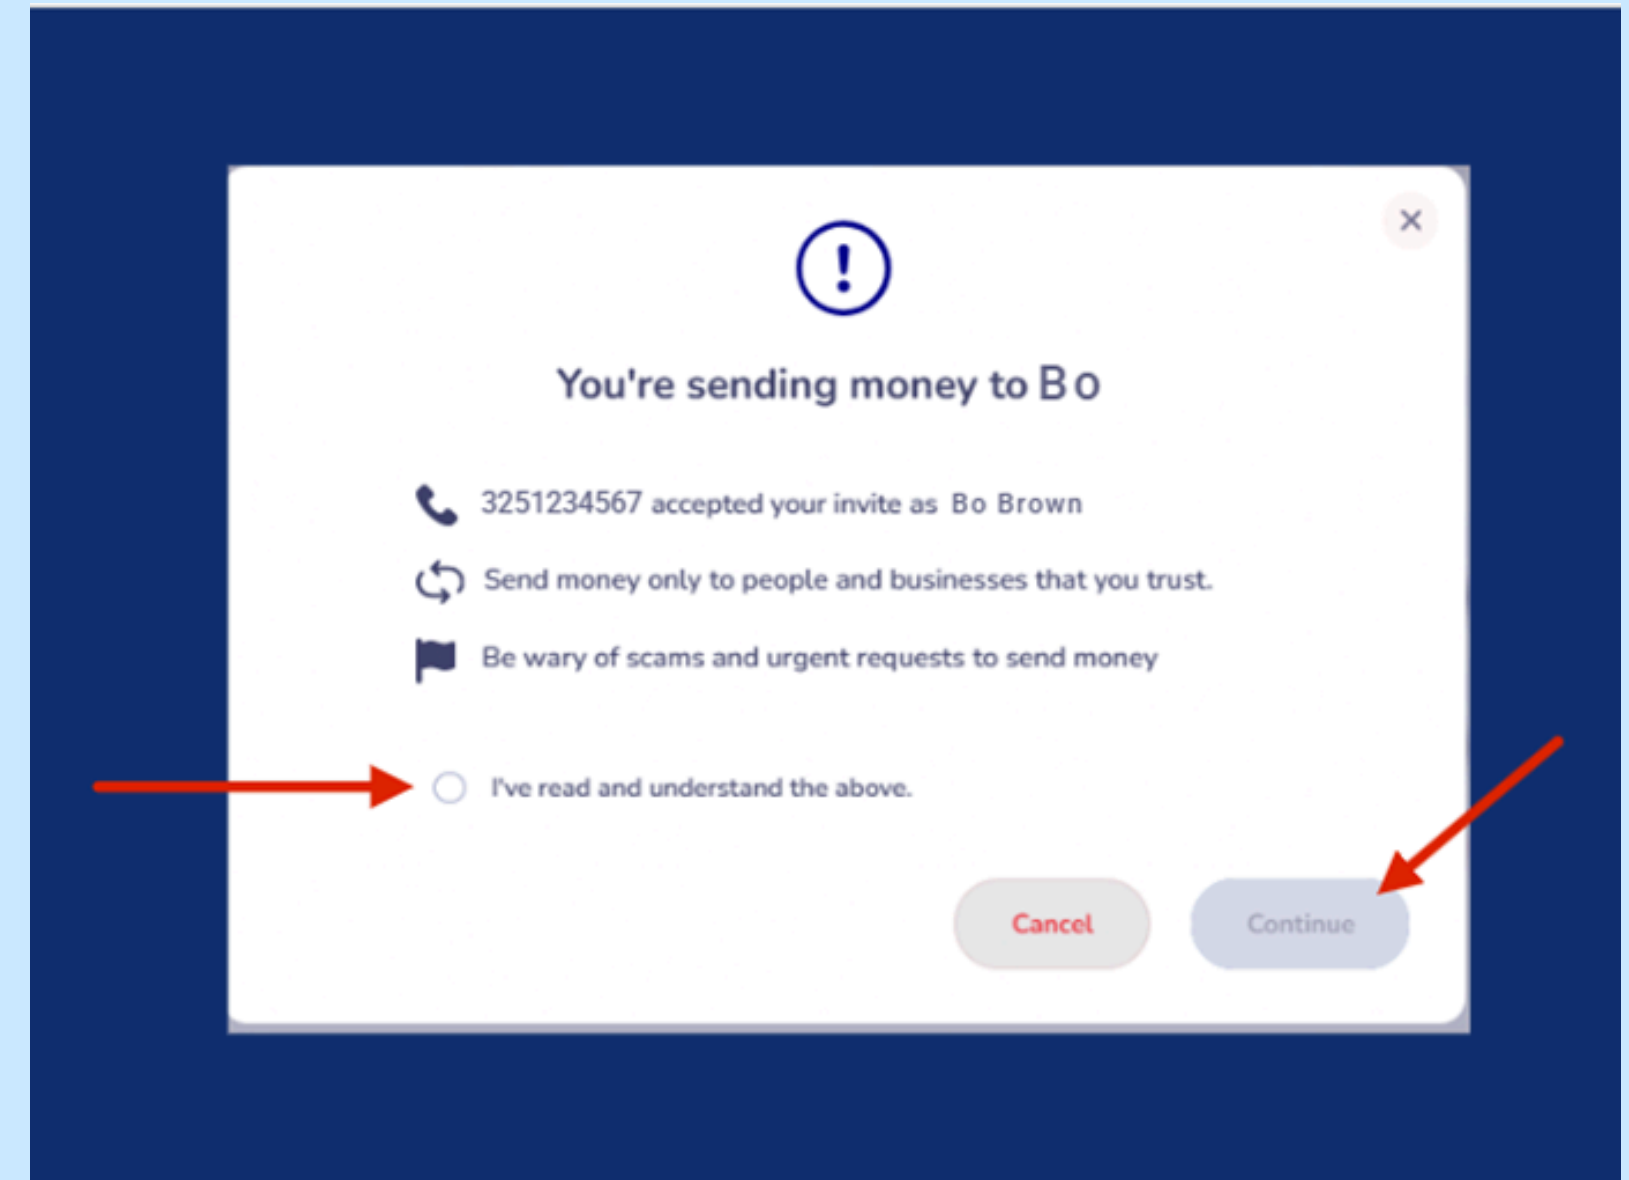 You're sending money to Bo
3251234567 accepted your invite as Bo Brown
Send money only to people and businesses that you trust.
Be wary of scams and urgent requests to send money
I've read and understand the above.
Cancel
Continue